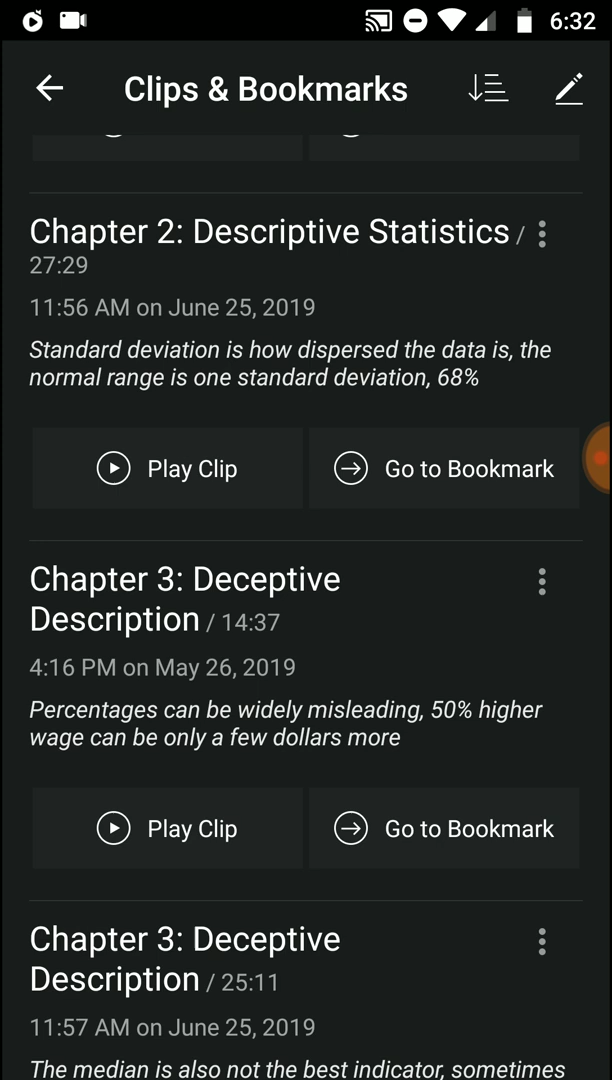 6:32
Clips & Bookmarks
Chapter 2: Descriptive Statistics /
27:29
11:56 AM on June 25, 2019
Standard deviation is how dispersed the data is, the
normal range is one standard deviation, 68%
Play Clip
Go to Bookmark
Chapter 3: Deceptive
Description / 14:37
4:16 PM on May 26, 2019
Percentages can be widely misleading, 50% higher
wage can be only a few dollars more
Play Clip
Go to Bookmark
Chapter 3: Deceptive
Description / 25:11
11:57 AM on June 25, 2019
The median is also not the best indicator, sometimes